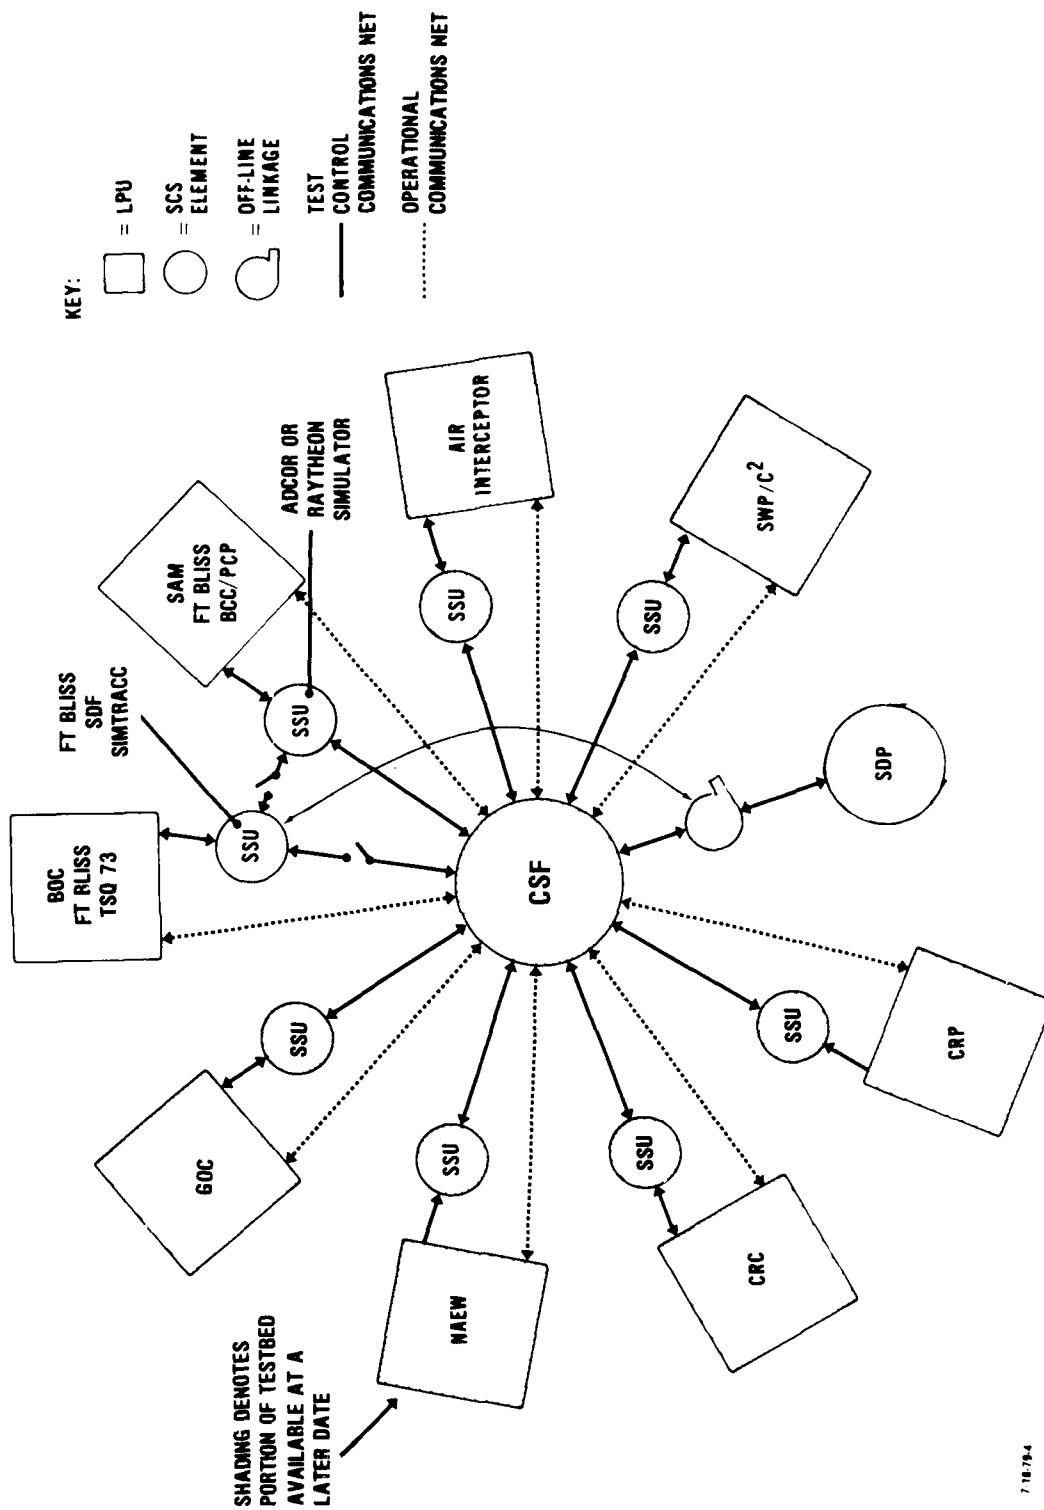 KEY:
= LPU
= SCS
ELEMENT
= OFF-LINE
LINKAGE
TEST
CONTROL
COMMUNICATIONS NET
OPERATIONAL
COMMUNICATIONS NET
FT BLISS
SDF
SIMTRACC
ADCOR OR
RAYTHEON
SIMULATOR
BOC
FT RLISS
TSQ 73
SAM
FT BLISS
BCC/PCP
AIR
INTERCEPTOR
SWP/C²
SDP
CRP
CRC
NAEW
GOC
SSU
SSU
SSU
SSU
SSU
SSU
SSU
SSU
CSF
SHADING DENOTES
PORTION OF TESTBED
AVAILABLE AT A
LATER DATE
7-18-79-4